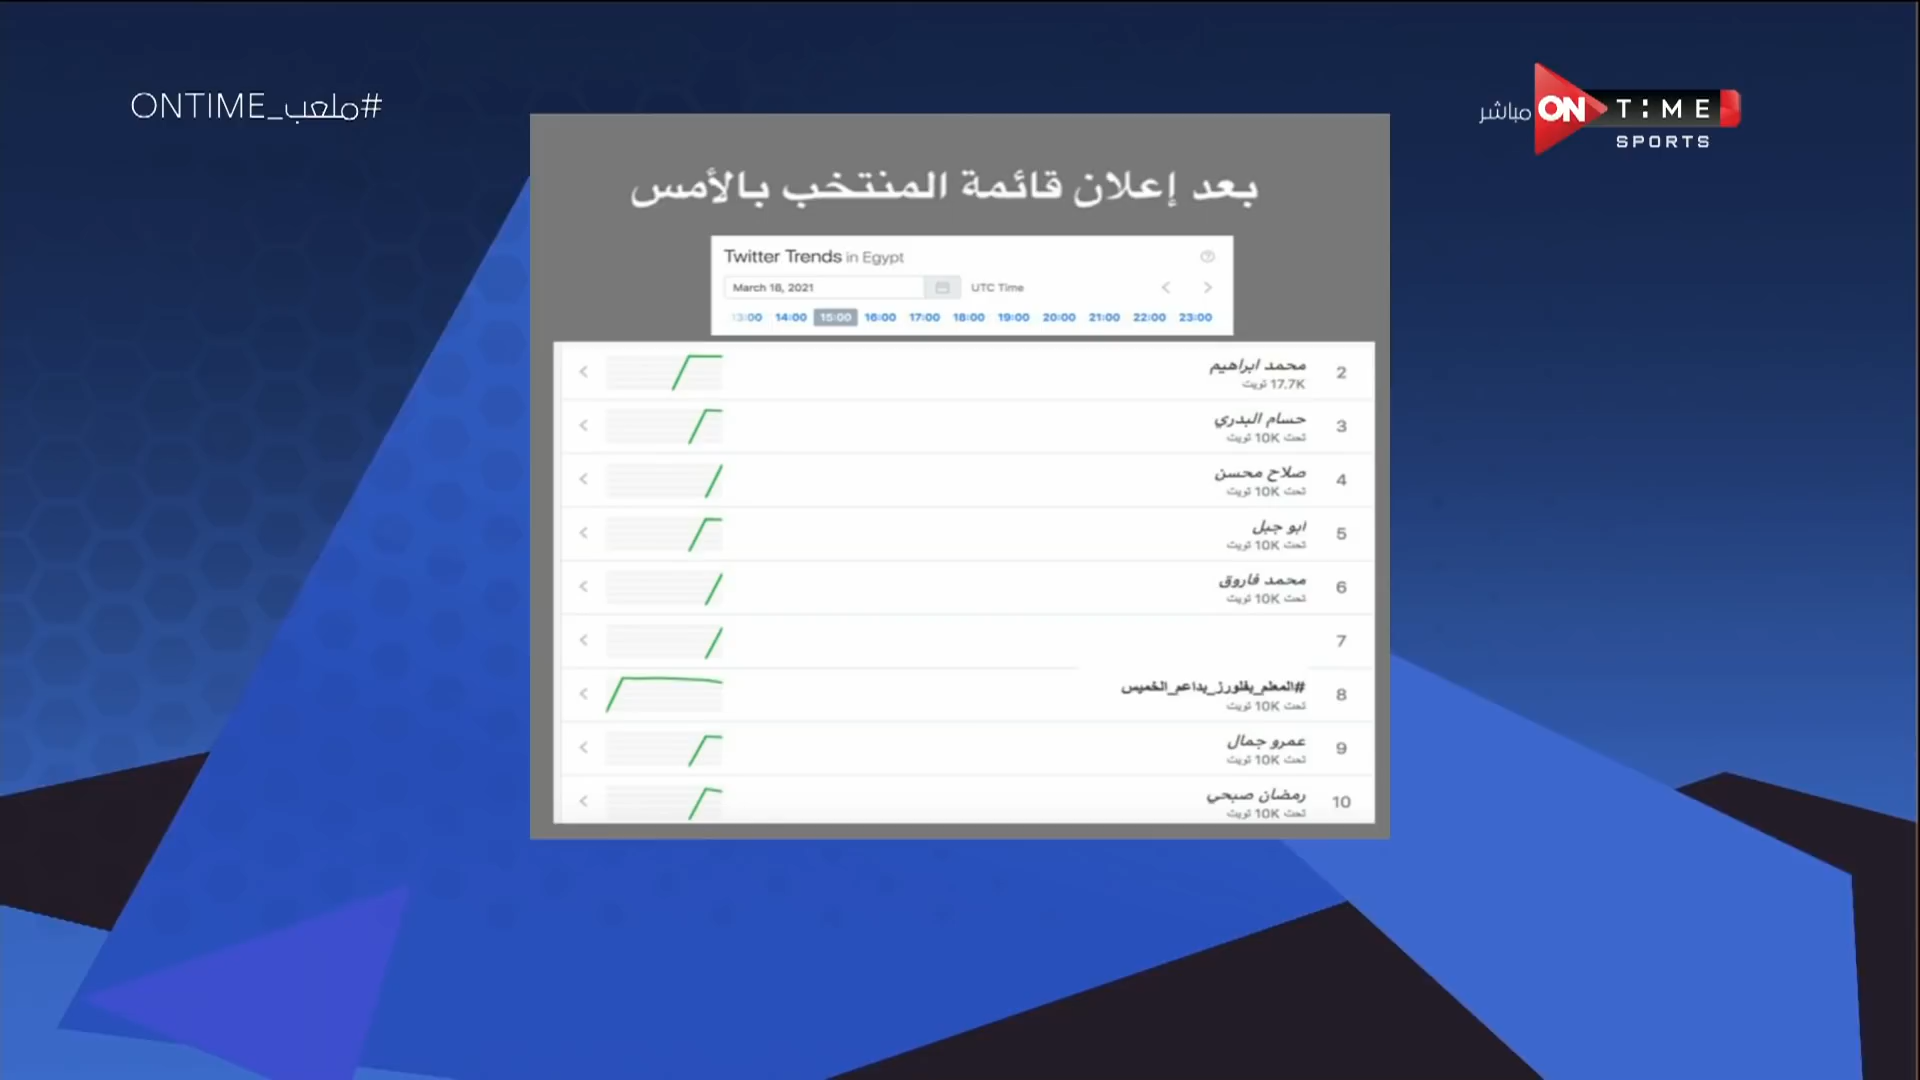 #ملعب_ONTIME
مباشر ON TIME
SPORTS
بعد إعلان قائمة المنتخب بالأمس
Twitter Trends in Egypt
March 18, 2021 UTC Time
13:00 14:00 15:00 16:00 17:00 18:00 19:00 20:00 21:00 22:00 23:00
2 محمد ابراهيم
17.7K تويت
3 حسام البدري
تحت 10K تويت
4 صلاح محسن
تحت 10K تويت
5 ابو جبل
تحت 10K تويت
6 محمد فاروق
تحت 10K تويت
7
8 #المعلم_بفلورز_بداعم_الخميس
تحت 10K تويت
9 عمرو جمال
تحت 10K تويت
10 رمضان صبحي
تحت 10K تويت